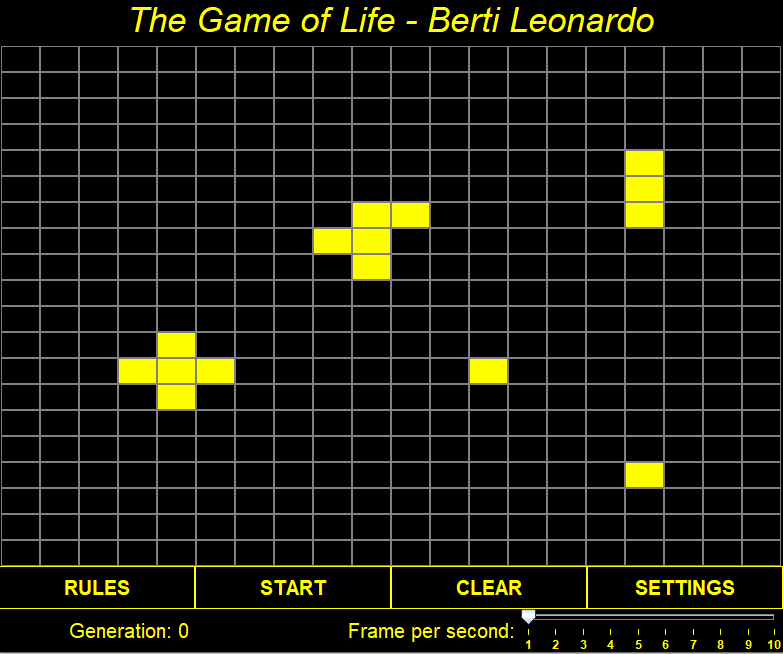 The Game of Life - Berti Leonardo
RULES START CLEAR SETTINGS
Generation: 0 Frame per second:
1 2 3 4 5 6 7 8 9 10